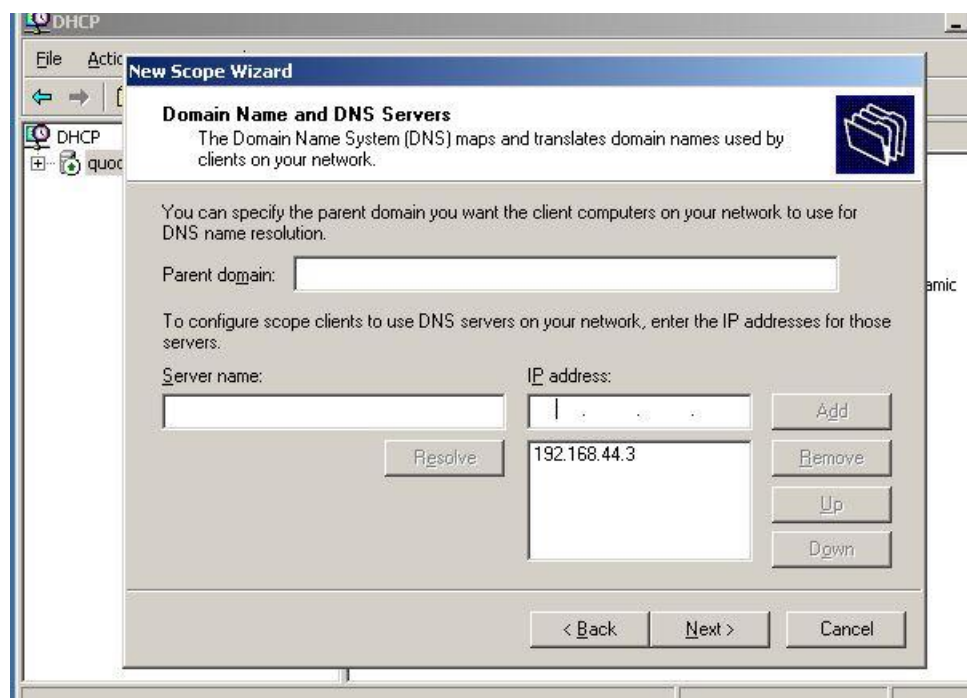 DHCP
File Actic
New Scope Wizard
Domain Name and DNS Servers
The Domain Name System (DNS) maps and translates domain names used by
clients on your network.
DHCP
quoc
You can specify the parent domain you want the client computers on your network to use for
DNS name resolution.
Parent domain:
amic
To configure scope clients to use DNS servers on your network, enter the IP addresses for those
servers.
Server name: IP address:
. . . Add
Resolve 192.168.44.3 Remove
Up
Down
< Back Next > Cancel